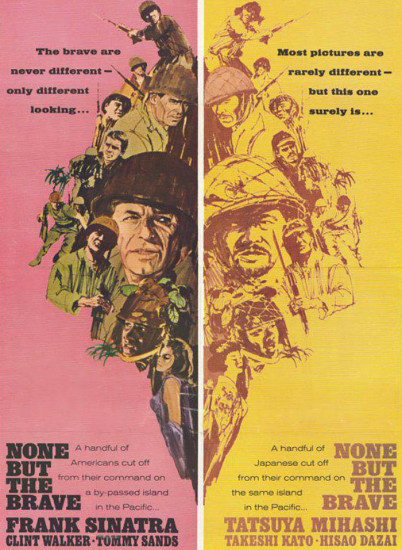 The brave are
never different—
only different
looking...
Most pictures are
rarely different—
but this one
surely is...
NONE
BUT
THE
BRAVE
A handful of
Americans cut off
from their command on
a by-passed island
in the Pacific...
FRANK SINATRA
CLINT WALKER · TOMMY SANDS
A handful of
Japanese cut off
from their command on
the same island
in the Pacific...
NONE
BUT
THE
BRAVE
TATSUYA MIHASHI
TAKESHI KATO · HISAO DAZAI